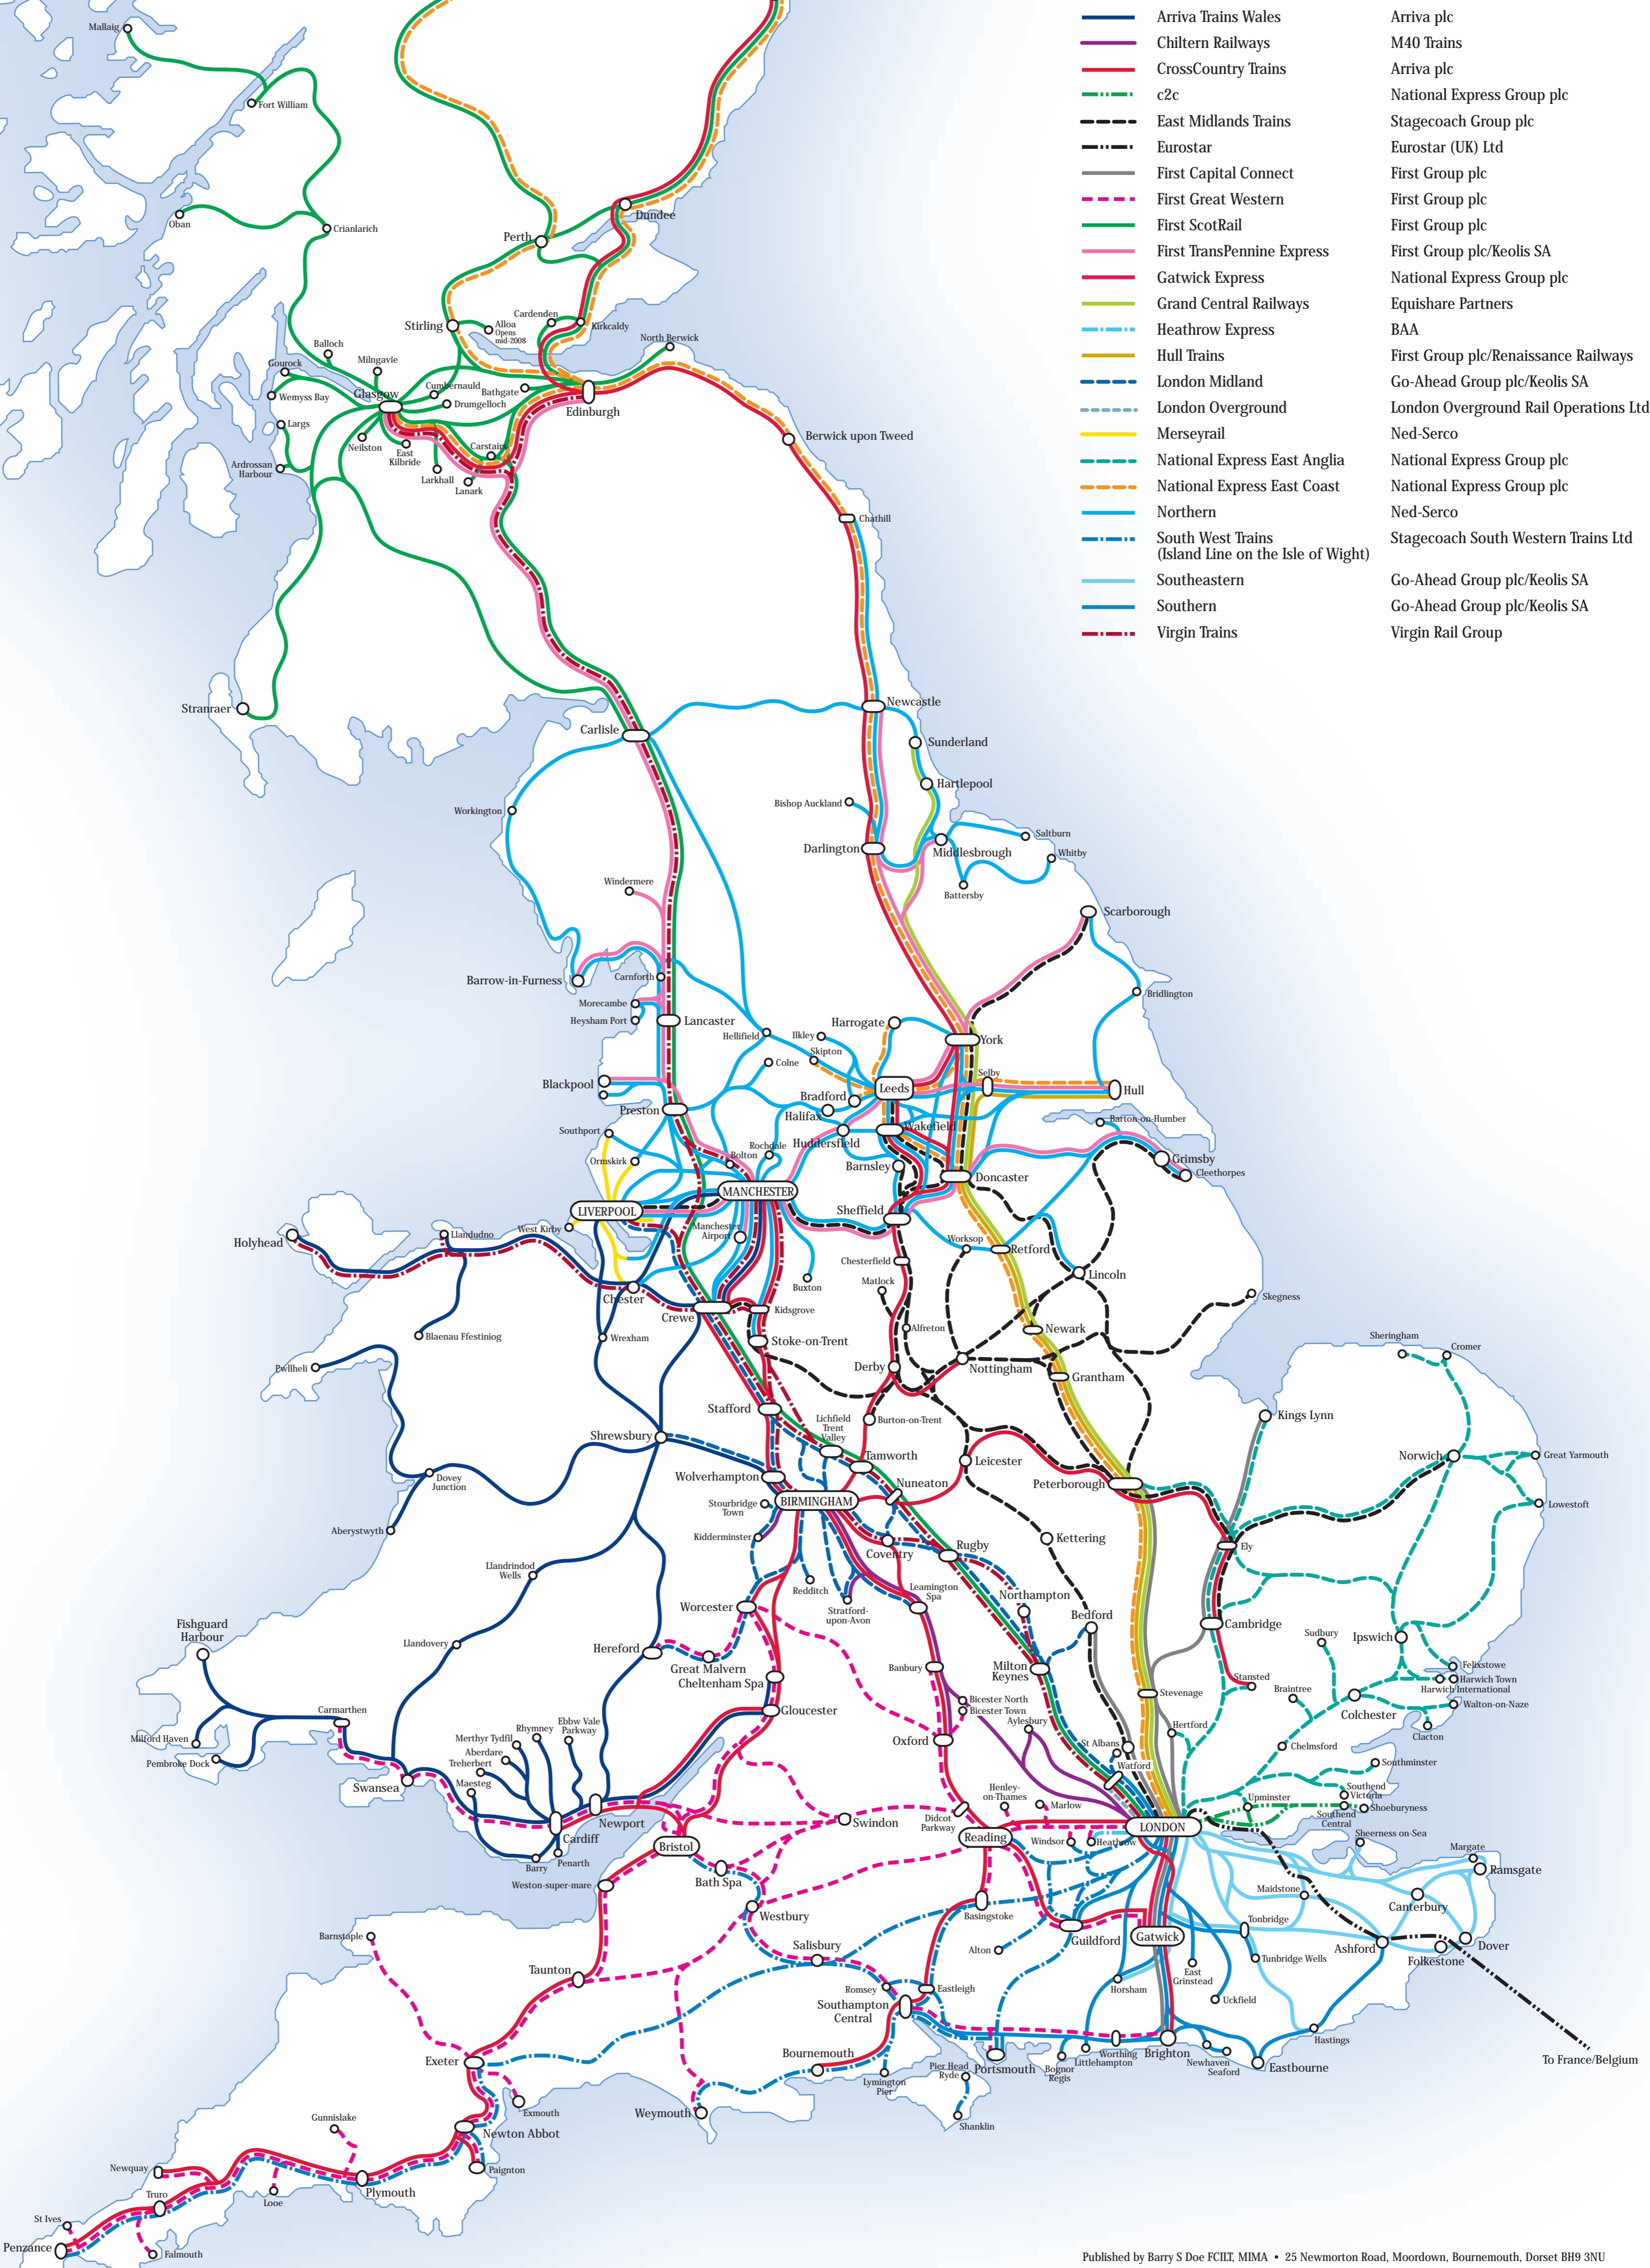 Arriva Trains Wales Arriva plc
Chiltern Railways M40 Trains
CrossCountry Trains Arriva plc
c2c National Express Group plc
East Midlands Trains Stagecoach Group plc
Eurostar Eurostar (UK) Ltd
First Capital Connect First Group plc
First Great Western First Group plc
First ScotRail First Group plc
First TransPennine Express First Group plc/Keolis SA
Gatwick Express National Express Group plc
Grand Central Railways Equishare Partners
Heathrow Express BAA
Hull Trains First Group plc/Renaissance Railways
London Midland Go-Ahead Group plc/Keolis SA
London Overground London Overground Rail Operations Ltd
Merseyrail Ned-Serco
National Express East Anglia National Express Group plc
National Express East Coast National Express Group plc
Northern Ned-Serco
South West Trains Stagecoach South Western Trains Ltd
(Island Line on the Isle of Wight)
Southeastern Go-Ahead Group plc/Keolis SA
Southern Go-Ahead Group plc/Keolis SA
Virgin Trains Virgin Rail Group
Mallaig
Fort William
Oban
Crianlarich
Dundee
Perth
Stirling
Alloa
Opens
mid-2008
Cardenden
Kirkcaldy
North Berwick
Balloch
Milngavie
Gourock
Wemyss Bay
Glasgow
Cumbernauld
Bathgate
Drumgelloch
Edinburgh
Largs
Neilston
East
Kilbride
Carstairs
Ardrossan
Harbour
Larkhall
Lanark
Berwick upon Tweed
Chathill
Stranraer
Carlisle
Newcastle
Sunderland
Hartlepool
Bishop Auckland
Workington
Darlington
Middlesbrough
Saltburn
Whitby
Battersby
Windermere
Scarborough
Barrow-in-Furness
Carnforth
Bridlington
Morecambe
Heysham Port
Lancaster
Hellifield
Ilkley
Harrogate
York
Skipton
Colne
Blackpool
Leeds
Selby
Hull
Bradford
Preston
Halifax
Barton-on-Humber
Southport
Huddersfield
Wakefield
Rochdale
Bolton
Ormskirk
Barnsley
Grimsby
Cleethorpes
Doncaster
MANCHESTER
LIVERPOOL
West Kirby
Sheffield
Manchester
Airport
Holyhead
Llandudno
Worksop
Retford
Chesterfield
Lincoln
Buxton
Matlock
Chester
Crewe
Kidsgrove
Skegness
Blaenau Ffestiniog
Wrexham
Stoke-on-Trent
Alfreton
Newark
Pwllheli
Derby
Nottingham
Grantham
Sheringham
Cromer
Stafford
Burton-on-Trent
Kings Lynn
Shrewsbury
Lichfield
Trent
Valley
Tamworth
Leicester
Norwich
Great Yarmouth
Dovey
Junction
Wolverhampton
Nuneaton
Peterborough
BIRMINGHAM
Stourbridge
Town
Lowestoft
Aberystwyth
Kidderminster
Coventry
Rugby
Kettering
Ely
Llandrindod
Wells
Redditch
Leamington
Spa
Northampton
Stratford-
upon-Avon
Worcester
Bedford
Cambridge
Fishguard
Harbour
Llandovery
Hereford
Great Malvern
Cheltenham Spa
Banbury
Milton
Keynes
Sudbury
Ipswich
Felixstowe
Harwich Town
Harwich International
Stansted
Braintree
Walton-on-Naze
Stevenage
Bicester North
Bicester Town
Aylesbury
Colchester
Clacton
Carmarthen
Gloucester
Milford Haven
Pembroke Dock
Merthyr Tydfil
Rhymney
Ebbw Vale
Parkway
Aberdare
Treherbert
Maesteg
Oxford
Hertford
St Albans
Chelmsford
Watford
Southminster
Swansea
Henley-
on-Thames
Marlow
Southend
Victoria
Upminster
Shoeburyness
Southend
Central
Newport
Cardiff
Swindon
Didcot
Parkway
Reading
LONDON
Windsor
Heathrow
Sheerness on-Sea
Barry
Penarth
Bristol
Bath Spa
Margate
Ramsgate
Weston-super-mare
Maidstone
Canterbury
Westbury
Basingstoke
Tonbridge
Barnstaple
Guildford
Gatwick
Alton
Salisbury
Tunbridge Wells
Ashford
Dover
Folkestone
Taunton
Romsey
Eastleigh
East
Grinstead
Horsham
Uckfield
Southampton
Central
Hastings
Exeter
Bournemouth
Portsmouth
Bognor
Regis
Littlehampton
Worthing
Brighton
Newhaven
Seaford
Eastbourne
To France/Belgium
Lymington
Pier
Pier Head
Ryde
Shanklin
Exmouth
Weymouth
Gunnislake
Newton Abbot
Paignton
Newquay
Truro
Looe
Plymouth
St Ives
Penzance
Falmouth
Published by Barry S Doe FCILT, MIMA • 25 Newmorton Road, Moordown, Bournemouth, Dorset BH9 3NU